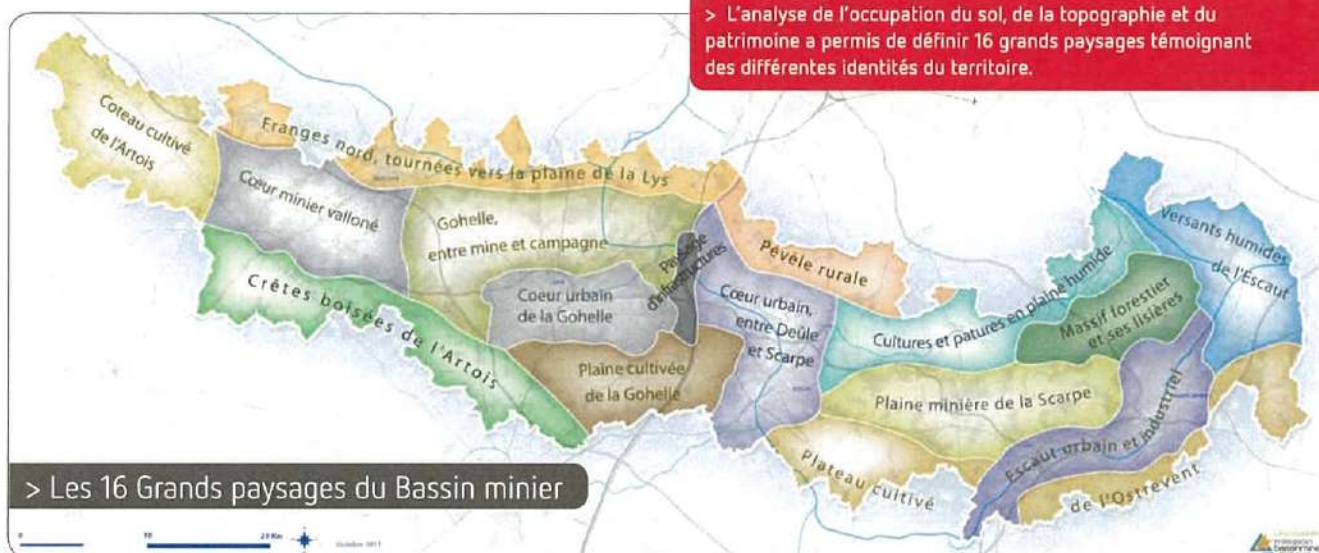 > L'analyse de l'occupation du sol, de la topographie et du
patrimoine a permis de définir 16 grands paysages témoignant
des différentes identités du territoire.
Coteau cultivé
de l'Artois
Franges nord, tournées vers la plaine de la Lys
Cœur minier valloné
Gohelle,
entre mine et campagne
Crêtes boisées de l'Artois
Coeur urbain
de la Gohelle
Paysage
d'infrastructures
Plaine cultivée
de la Gohelle
Pévèle rurale
Cœur urbain,
entre Deûle
et Scarpe
Cultures et patures en plaine humide
Versants humides
de l'Escaut
Massif forestier
et ses lisières
Plaine minière de la Scarpe
Escaut urbain et industriel
Plateau cultivé
de l'Ostrevent
> Les 16 Grands paysages du Bassin minier
0
10
20 Km
Octobre 2011